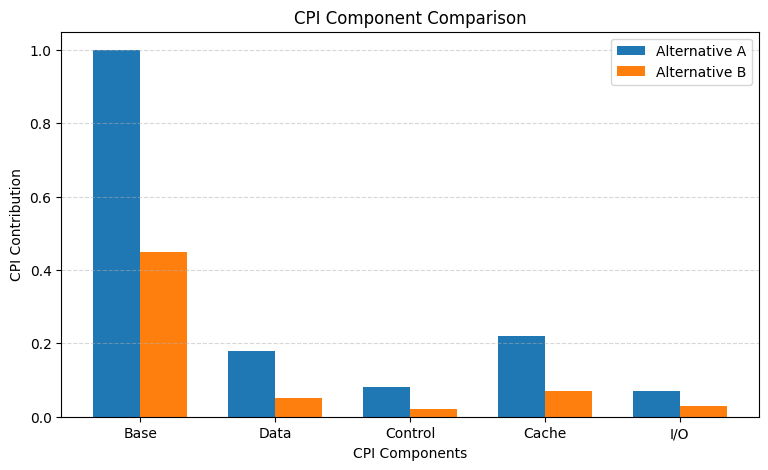 CPI Component Comparison
Alternative A
Alternative B
CPI Contribution
1.0
0.8
0.6
0.4
0.2
0.0
Base Data Control Cache I/O
CPI Components